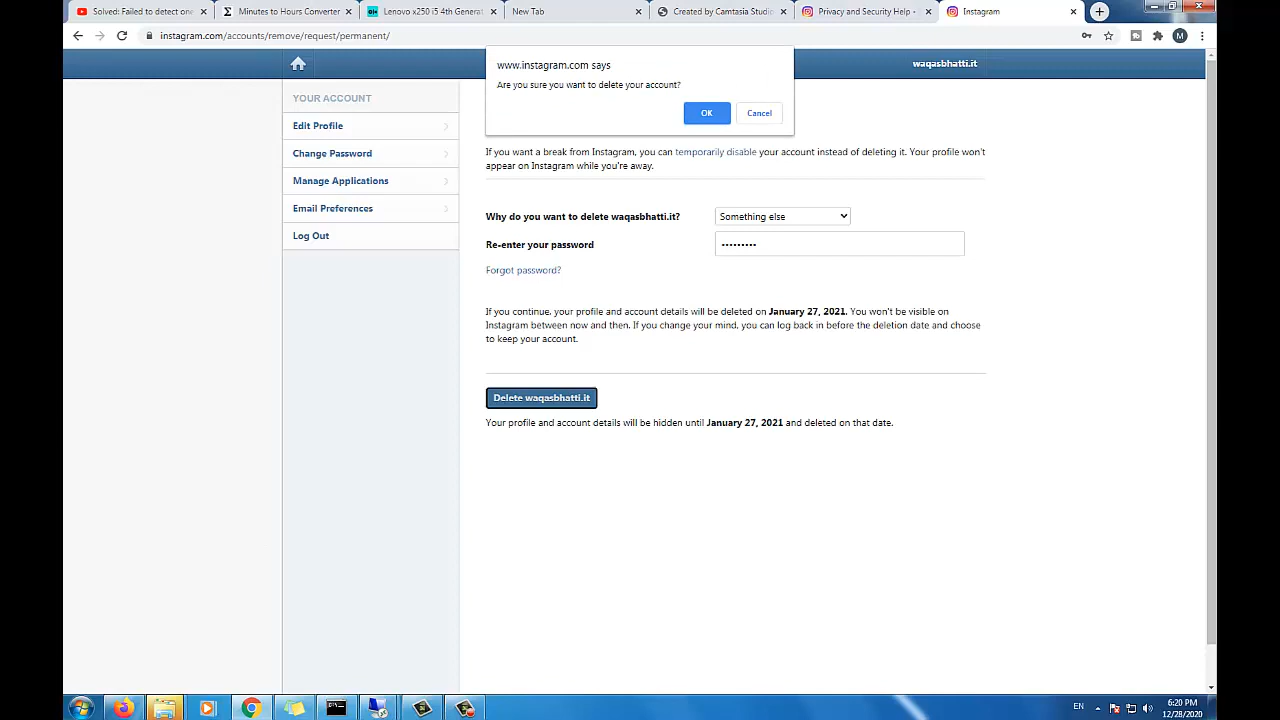 Solved: Failed to detect one
Minutes to Hours Converter
Lenovo x250 i5 4th Generat
New Tab
Created by Camtasia Studio
Privacy and Security Help •
Instagram
instagram.com/accounts/remove/request/permanent/
M
waqasbhatti.it
www.instagram.com says
Are you sure you want to delete your account?
OK
Cancel
YOUR ACCOUNT
Edit Profile
Change Password
Manage Applications
Email Preferences
Log Out
If you want a break from Instagram, you can temporarily disable your account instead of deleting it. Your profile won't
appear on Instagram while you're away.
Why do you want to delete waqasbhatti.it?
Something else
Re-enter your password
Forgot password?
If you continue, your profile and account details will be deleted on January 27, 2021. You won't be visible on
Instagram between now and then. If you change your mind, you can log back in before the deletion date and choose
to keep your account.
Delete waqasbhatti.it
Your profile and account details will be hidden until January 27, 2021 and deleted on that date.
EN
6:20 PM
12/28/2020